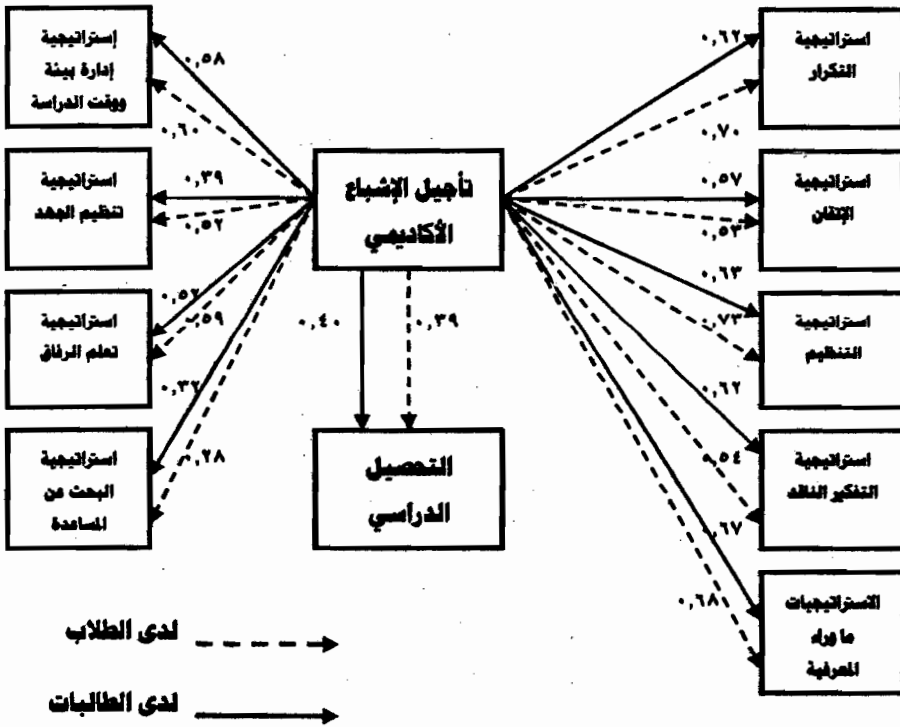 استراتيجية
التكرار
٠,٦٢
٠,٧٠
استراتيجية
الإتقان
٠,٥٧
٠,٥٣
استراتيجية
التنظيم
٠,٦٣
٠,٧٣
استراتيجية
التفكير الناقد
٠,٦٢
٠,٥٤
الاستراتيجيات
ما وراء
المعرفية
٠,٦٧
٠,٦٨
تأجيل الإشباع
الأكاديمي
٠,٤٠
٠,٣٩
التحصيل
الدراسي
إستراتيجية
إدارة بيئة
ووقت الدراسة
٠,٥٨
٠,٦٠
استراتيجية
تنظيم الجهد
٠,٣٩
٠,٥٢
استراتيجية
تعلم الرفاق
٠,٥٢
٠,٥٩
استراتيجية
البحث عن
المساعدة
٠,٣٢
٠,٢٨
لدى الطلاب
لدى الطالبات